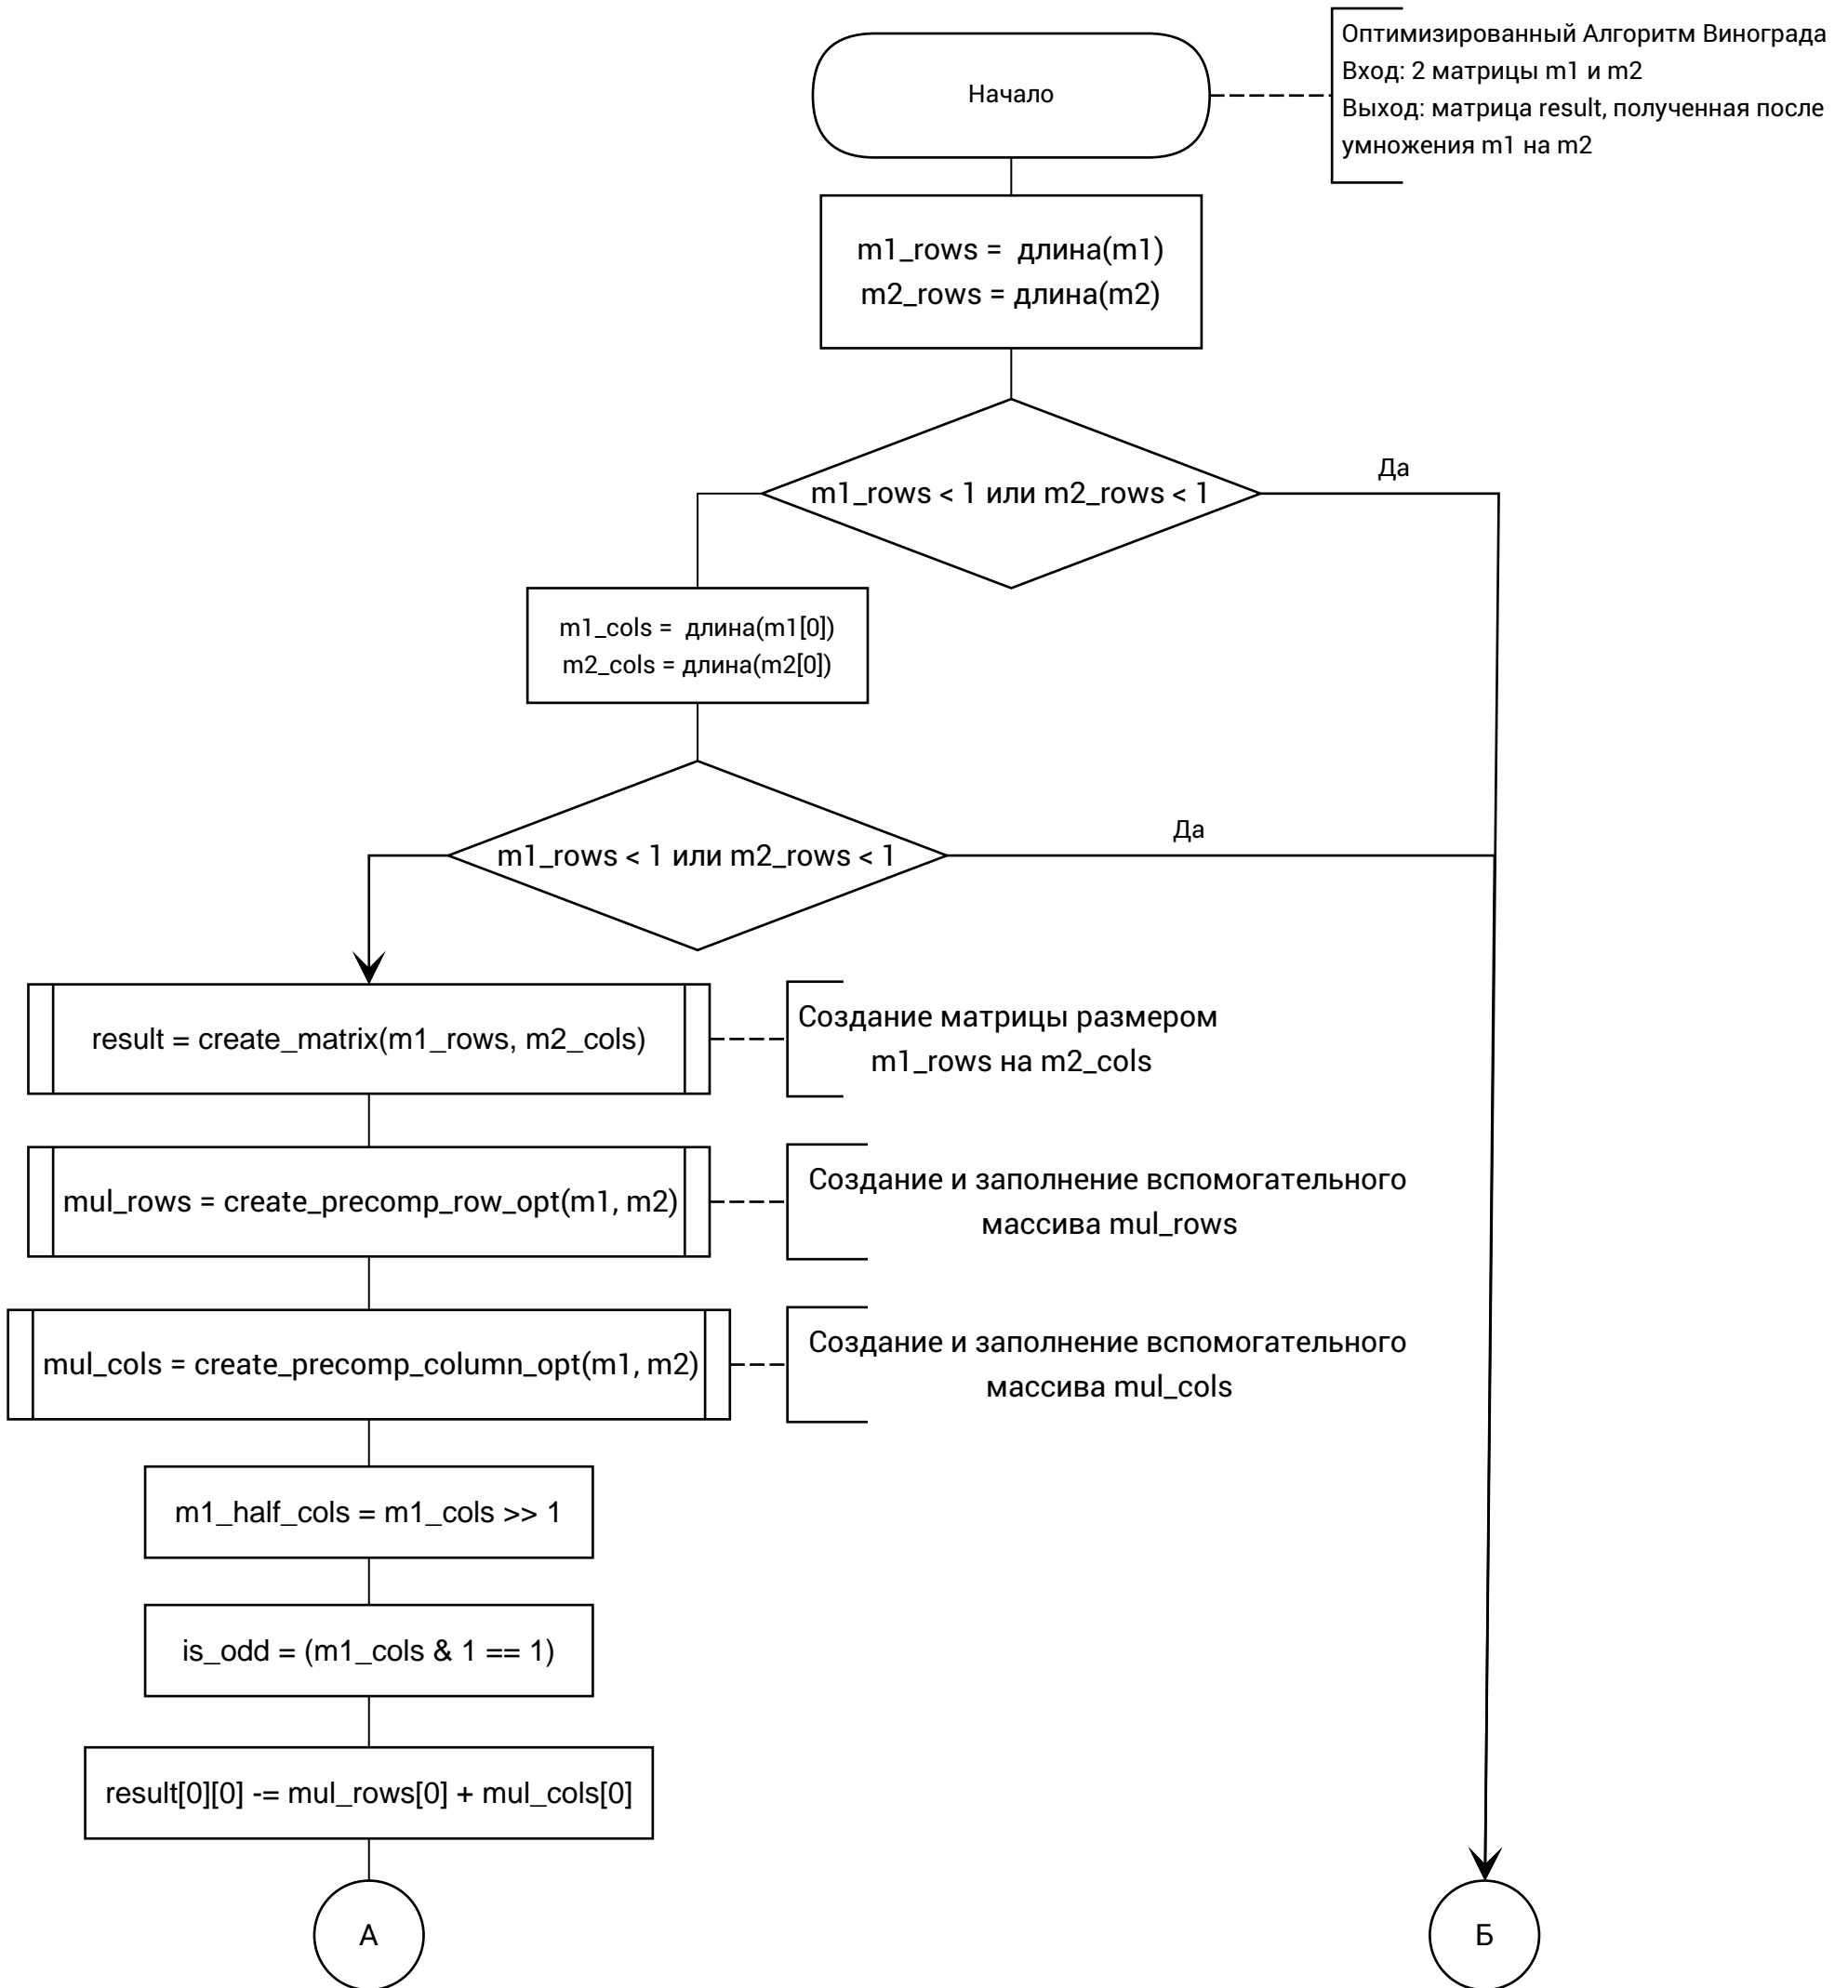 Начало
Оптимизированный Алгоритм Винограда
Вход: 2 матрицы m1 и m2
Выход: матрица result, полученная после
умножения m1 на m2
m1_rows = длина(m1)
m2_rows = длина(m2)
m1_rows < 1 или m2_rows < 1
Да
m1_cols = длина(m1[0])
m2_cols = длина(m2[0])
m1_rows < 1 или m2_rows < 1
Да
result = create_matrix(m1_rows, m2_cols)
Создание матрицы размером
m1_rows на m2_cols
mul_rows = create_precomp_row_opt(m1, m2)
Создание и заполнение вспомогательного
массива mul_rows
mul_cols = create_precomp_column_opt(m1, m2)
Создание и заполнение вспомогательного
массива mul_cols
m1_half_cols = m1_cols >> 1
is_odd = (m1_cols & 1 == 1)
result[0][0] -= mul_rows[0] + mul_cols[0]
А
Б